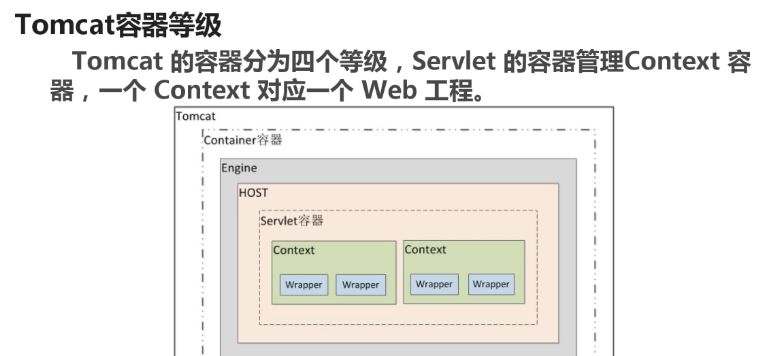 Tomcat容器等级
Tomcat 的容器分为四个等级，Servlet 的容器管理Context 容
器，一个 Context 对应一个 Web 工程。
Tomcat
Container容器
Engine
HOST
Servlet容器
Context Context
Wrapper Wrapper Wrapper Wrapper